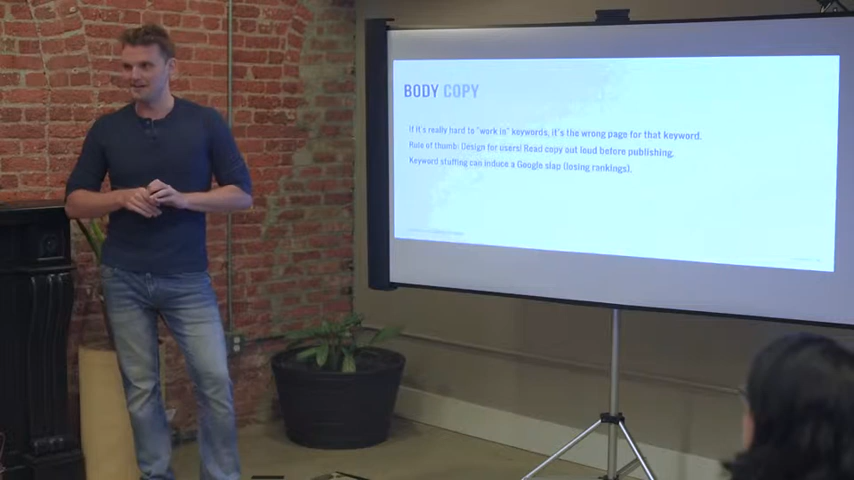 BODY COPY
If it's really hard to "work in" keywords, it's the wrong page for that keyword.
Rule of thumb: Design for users! Read copy out loud before publishing.
Keyword stuffing can induce a Google slap (losing rankings).